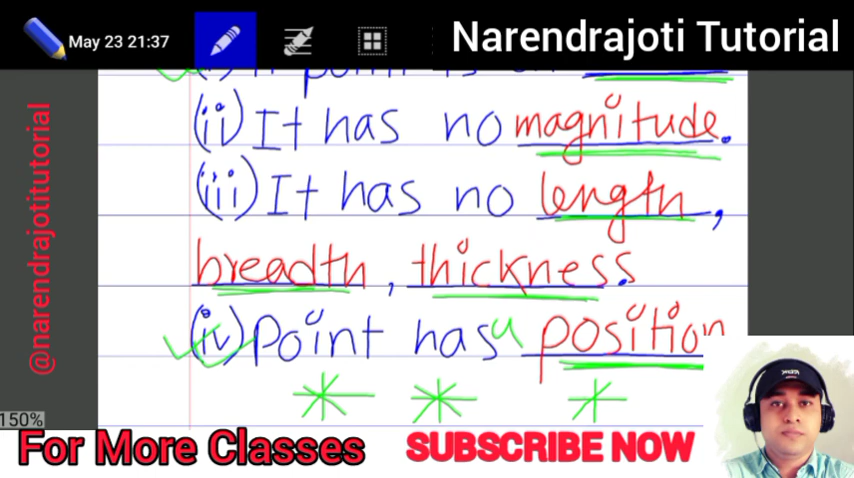 May 23 21:37
Narendrajoti Tutorial
(ii) It has no magnitude.
(iii) It has no length,
breadth, thickness.
(iv) Point has a position
@narendrajotitutorial
150%
For More Classes
SUBSCRIBE NOW